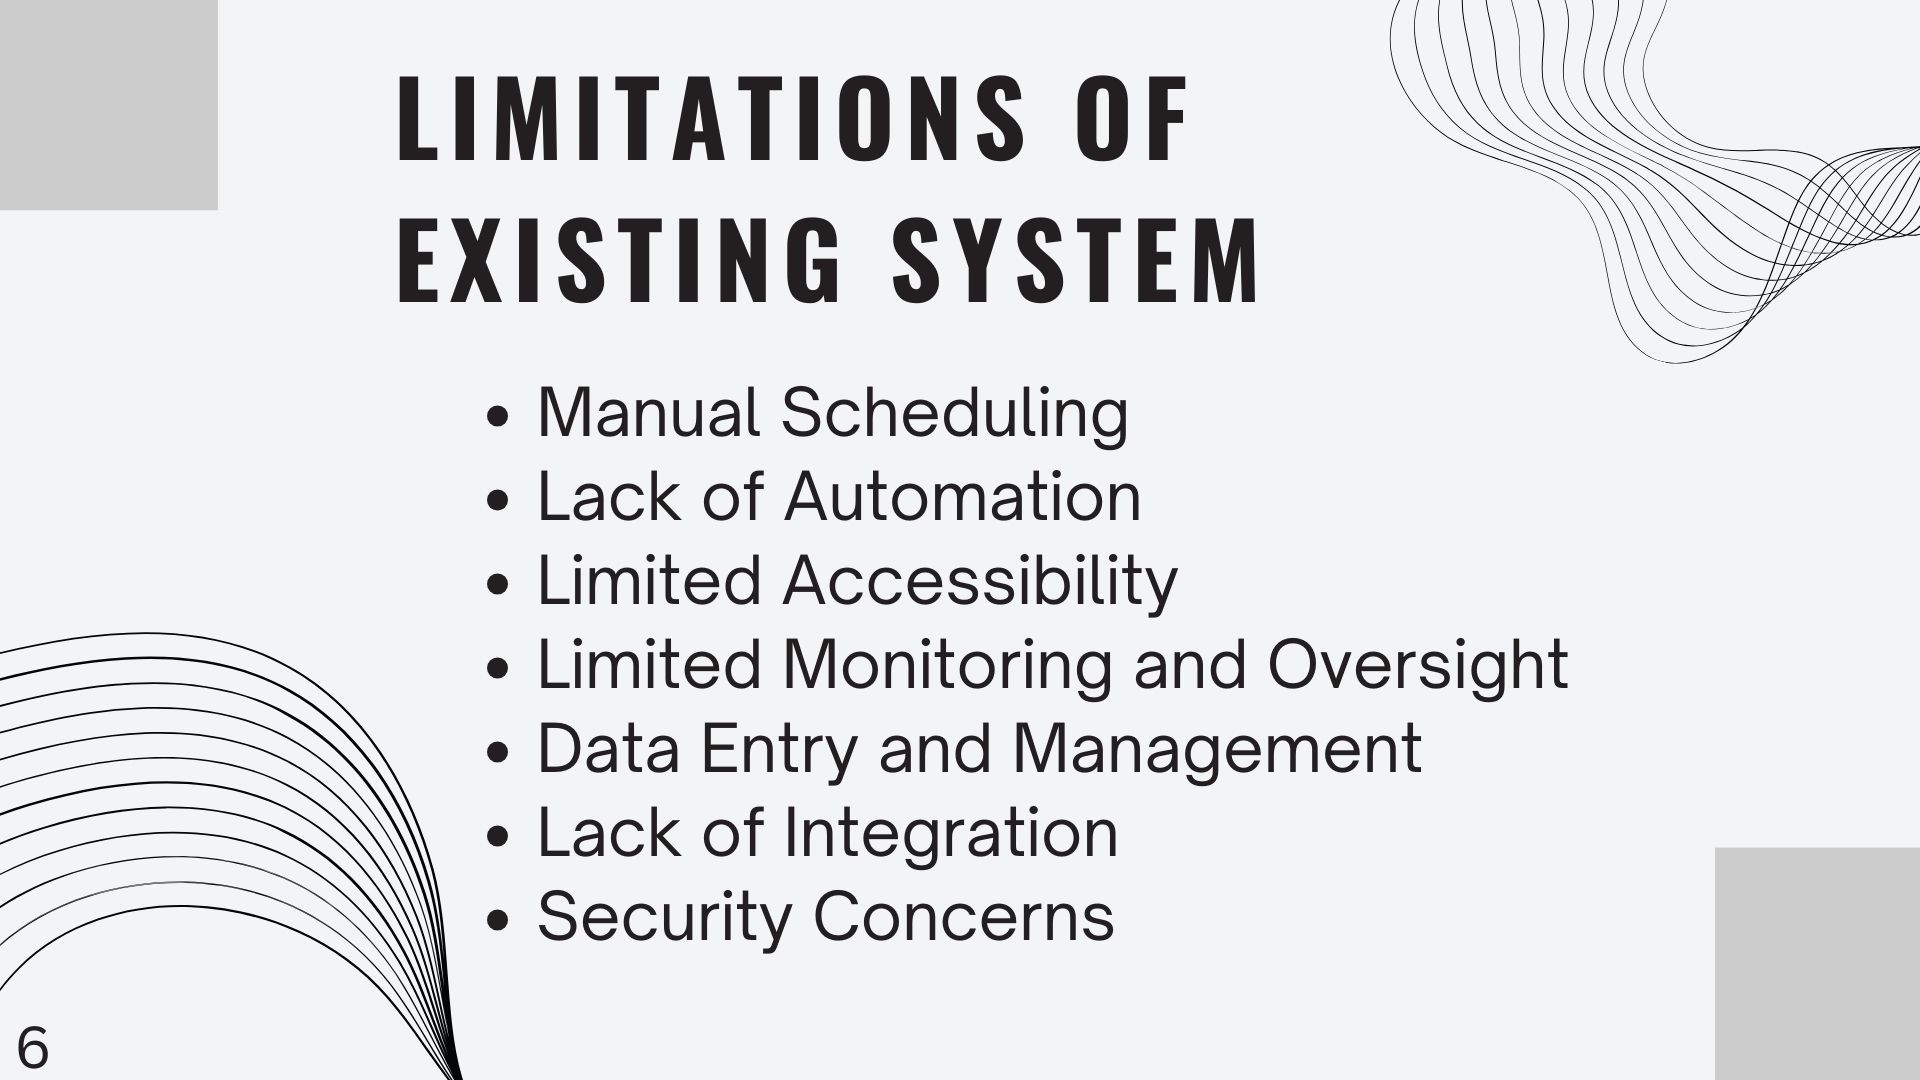 LIMITATIONS OF
EXISTING SYSTEM
• Manual Scheduling
• Lack of Automation
• Limited Accessibility
• Limited Monitoring and Oversight
• Data Entry and Management
• Lack of Integration
• Security Concerns
6